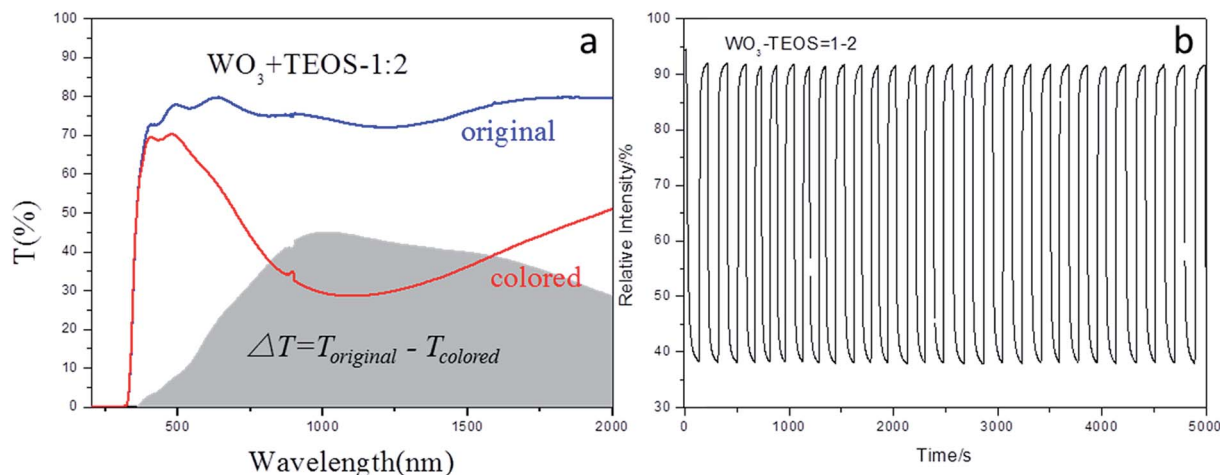 a
WO3+TEOS-1:2
original
colored
△T=Toriginal - Tcolored
T(%)
100
90
80
70
60
50
40
30
20
10
0
500
1000
1500
2000
Wavelength(nm)
b
WO3-TEOS=1-2
Relative Intensity/%
100
90
80
70
60
50
40
30
0
1000
2000
3000
4000
5000
Time/s